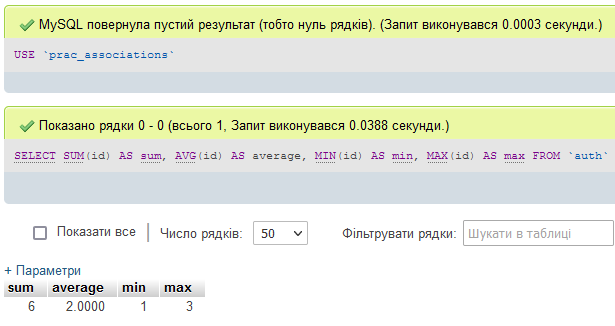 MySQL повернула пустий результат (тобто нуль рядків). (Запит виконувався 0.0003 секунди.)
USE `prac_associations`
Показано рядки 0 - 0 (всього 1, Запит виконувався 0.0388 секунди.)
SELECT SUM(id) AS sum, AVG(id) AS average, MIN(id) AS min, MAX(id) AS max FROM `auth`
Показати все Число рядків: 50 Фільтрувати рядки: Шукати в таблиці
+ Параметри
sum average min max
6 2.0000 1 3